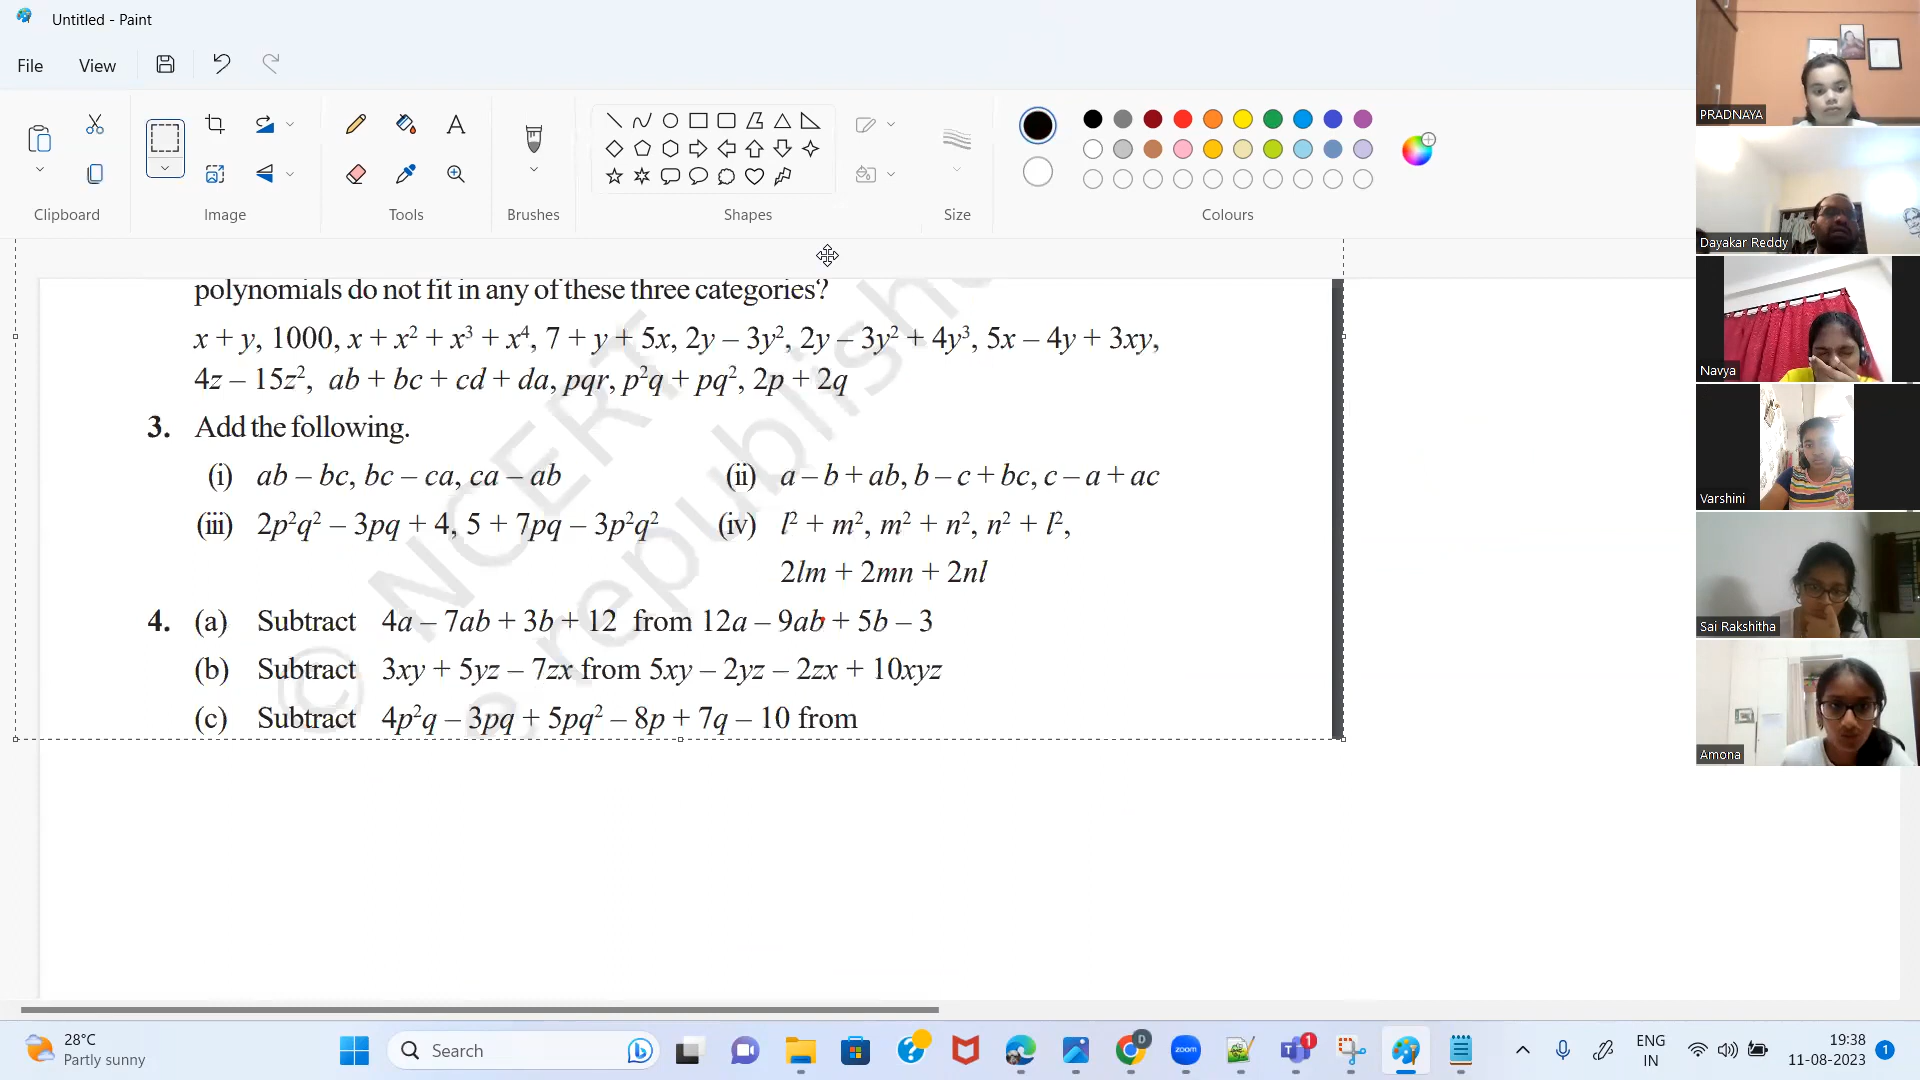 Untitled - Paint
File View
Clipboard Image Tools Brushes Shapes Size Colours
polynomials do not fit in any of these three categories?
x + y, 1000, x + x² + x³ + x⁴, 7 + y + 5x, 2y – 3y², 2y – 3y² + 4y³, 5x – 4y + 3xy,
4z – 15z², ab + bc + cd + da, pqr, p²q + pq², 2p + 2q
3. Add the following.
(i) ab – bc, bc – ca, ca – ab (ii) a – b + ab, b – c + bc, c – a + ac
(iii) 2p²q² – 3pq + 4, 5 + 7pq – 3p²q² (iv) l² + m², m² + n², n² + l²,
2lm + 2mn + 2nl
4. (a) Subtract 4a – 7ab + 3b + 12 from 12a – 9ab + 5b – 3
(b) Subtract 3xy + 5yz – 7zx from 5xy – 2yz – 2zx + 10xyz
(c) Subtract 4p²q – 3pq + 5pq² – 8p + 7q – 10 from
© NCERT
republish
PRADNAYA
Dayakar Reddy
Navya
Varshini
Sai Rakshitha
Amona
28°C
Partly sunny
Search
zoom
D
1
ENG
IN
19:38
11-08-2023
1